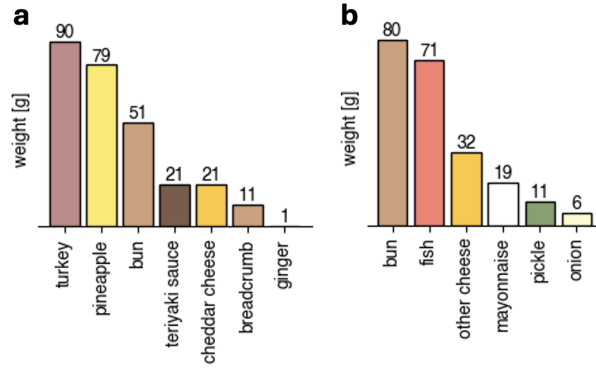 a
90
79
51
21
21
11
1
weight [g]
turkey
pineapple
bun
teriyaki sauce
cheddar cheese
breadcrumb
ginger
b
80
71
32
19
11
6
weight [g]
bun
fish
other cheese
mayonnaise
pickle
onion